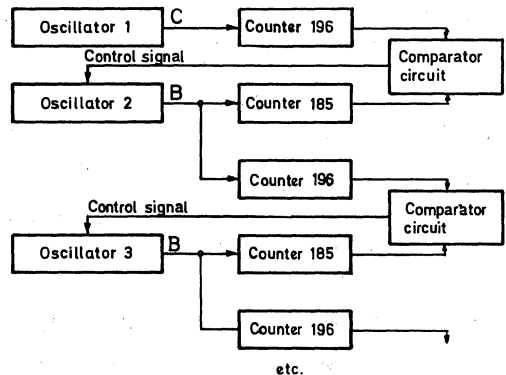 C
Oscillator 1
Counter 196
Control signal
Comparator
circuit
Oscillator 2
B
Counter 185
Counter 196
Control signal
Comparator
circuit
Oscillator 3
B
Counter 185
Counter 196
etc.